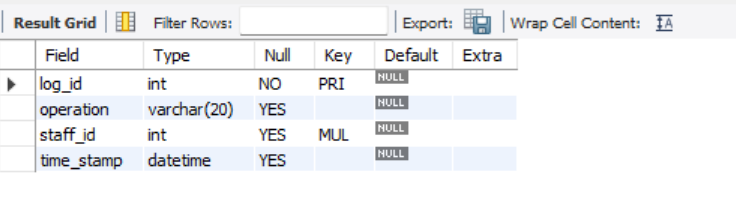 Result Grid Filter Rows: Export: Wrap Cell Content: IA
Field Type Null Key Default Extra
log_id int NO PRI NULL
operation varchar(20) YES NULL
staff_id int YES MUL NULL
time_stamp datetime YES NULL